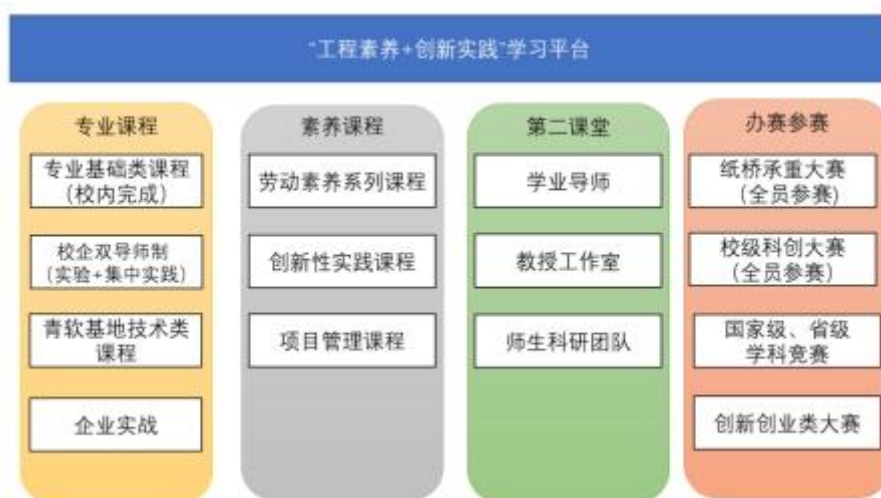 “工程素养+创新实践”学习平台
专业课程
专业基础类课程
(校内完成)
校企双导师制
(实验+集中实践)
青软基地技术类
课程
企业实战
素养课程
劳动素养系列课程
创新性实践课程
项目管理课程
第二课堂
学业导师
教授工作室
师生科研团队
办赛参赛
纸桥承重大赛
(全员参赛)
校级科创大赛
(全员参赛)
国家级、省级
学科竞赛
创新创业类大赛